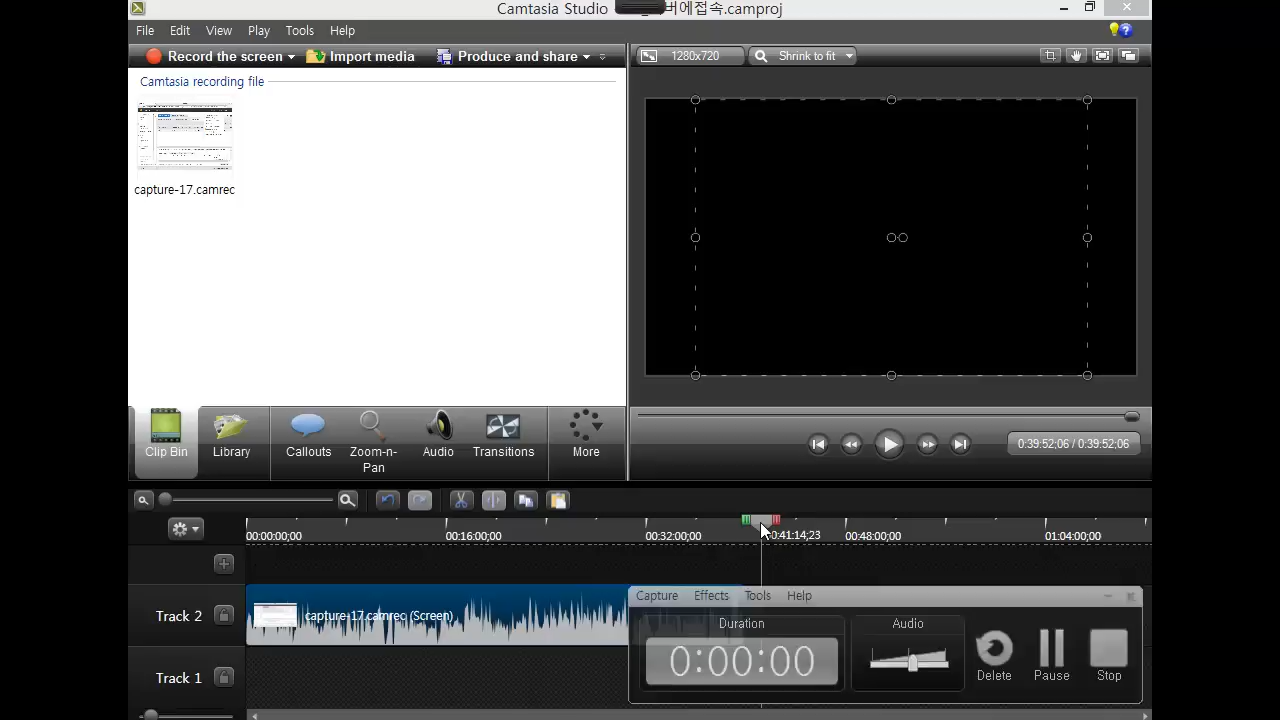 Camtasia Studio
버에접속.camproj
File Edit View Play Tools Help
Record the screen Import media Produce and share
1280x720 Shrink to fit
Camtasia recording file
capture-17.camrec
Clip Bin Library Callouts Zoom-n-Pan Audio Transitions More
0:39:52;06 / 0:39:52;06
00:00:00;00 00:16:00;00 00:32:00;00 0:41:14;23 00:48:00;00 01:04:00;00
Track 2 capture-17.camrec (Screen)
Track 1
Capture Effects Tools Help
Duration Audio
0:00:00
Delete Pause Stop